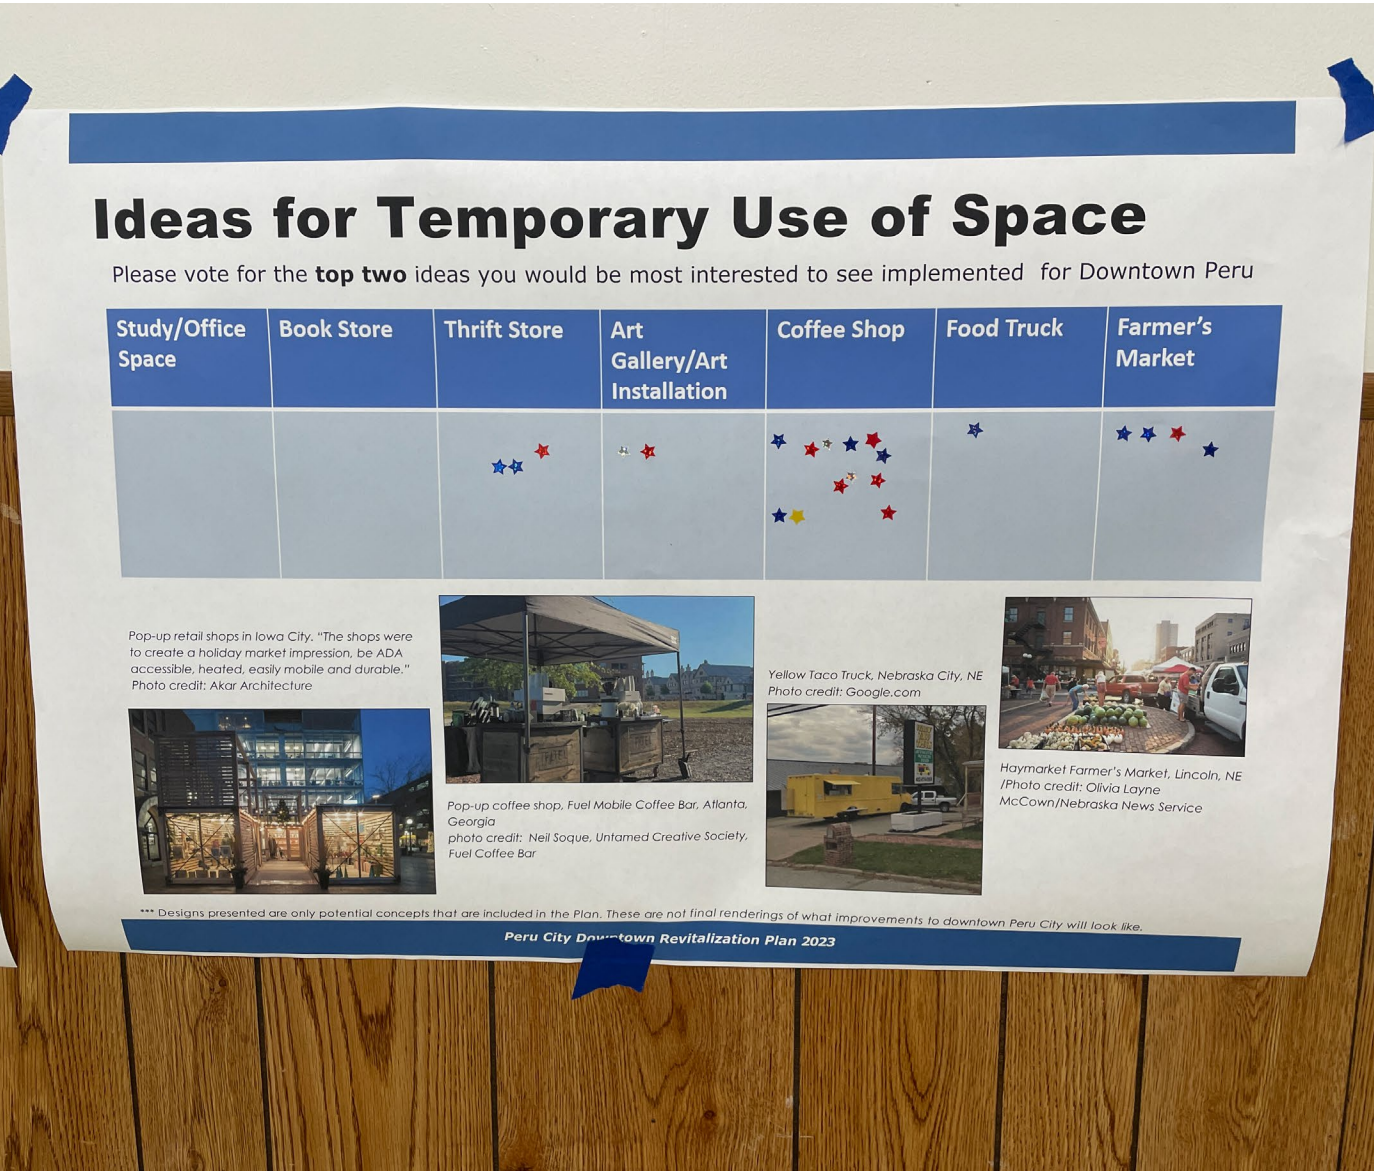 Ideas for Temporary Use of Space
Please vote for the top two ideas you would be most interested to see implemented for Downtown Peru
Study/Office
Space
Book Store
Thrift Store
Art
Gallery/Art
Installation
Coffee Shop
Food Truck
Farmer's
Market
Pop-up retail shops in Iowa City. "The shops were
to create a holiday market impression, be ADA
accessible, heated, easily mobile and durable."
Photo credit: Akar Architecture
Pop-up coffee shop, Fuel Mobile Coffee Bar, Atlanta,
Georgia
photo credit: Neil Soque, Untamed Creative Society,
Fuel Coffee Bar
Yellow Taco Truck, Nebraska City, NE
Photo credit: Google.com
Haymarket Farmer's Market, Lincoln, NE
/Photo credit: Olivia Layne
McCown/Nebraska News Service
*** Designs presented are only potential concepts that are included in the Plan. These are not final renderings of what improvements to downtown Peru City will look like.
Peru City Downtown Revitalization Plan 2023